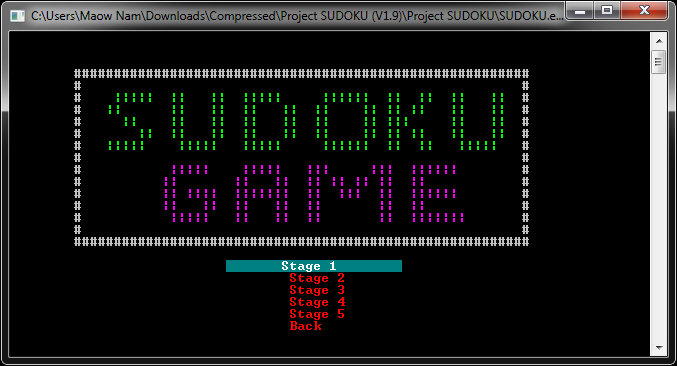 C:\Users\Maow Nam\Downloads\Compressed\Project SUDOKU (V1.9)\Project SUDOKU\SUDOKU.e...
SUDOKU
GAME
Stage 1
Stage 2
Stage 3
Stage 4
Stage 5
Back